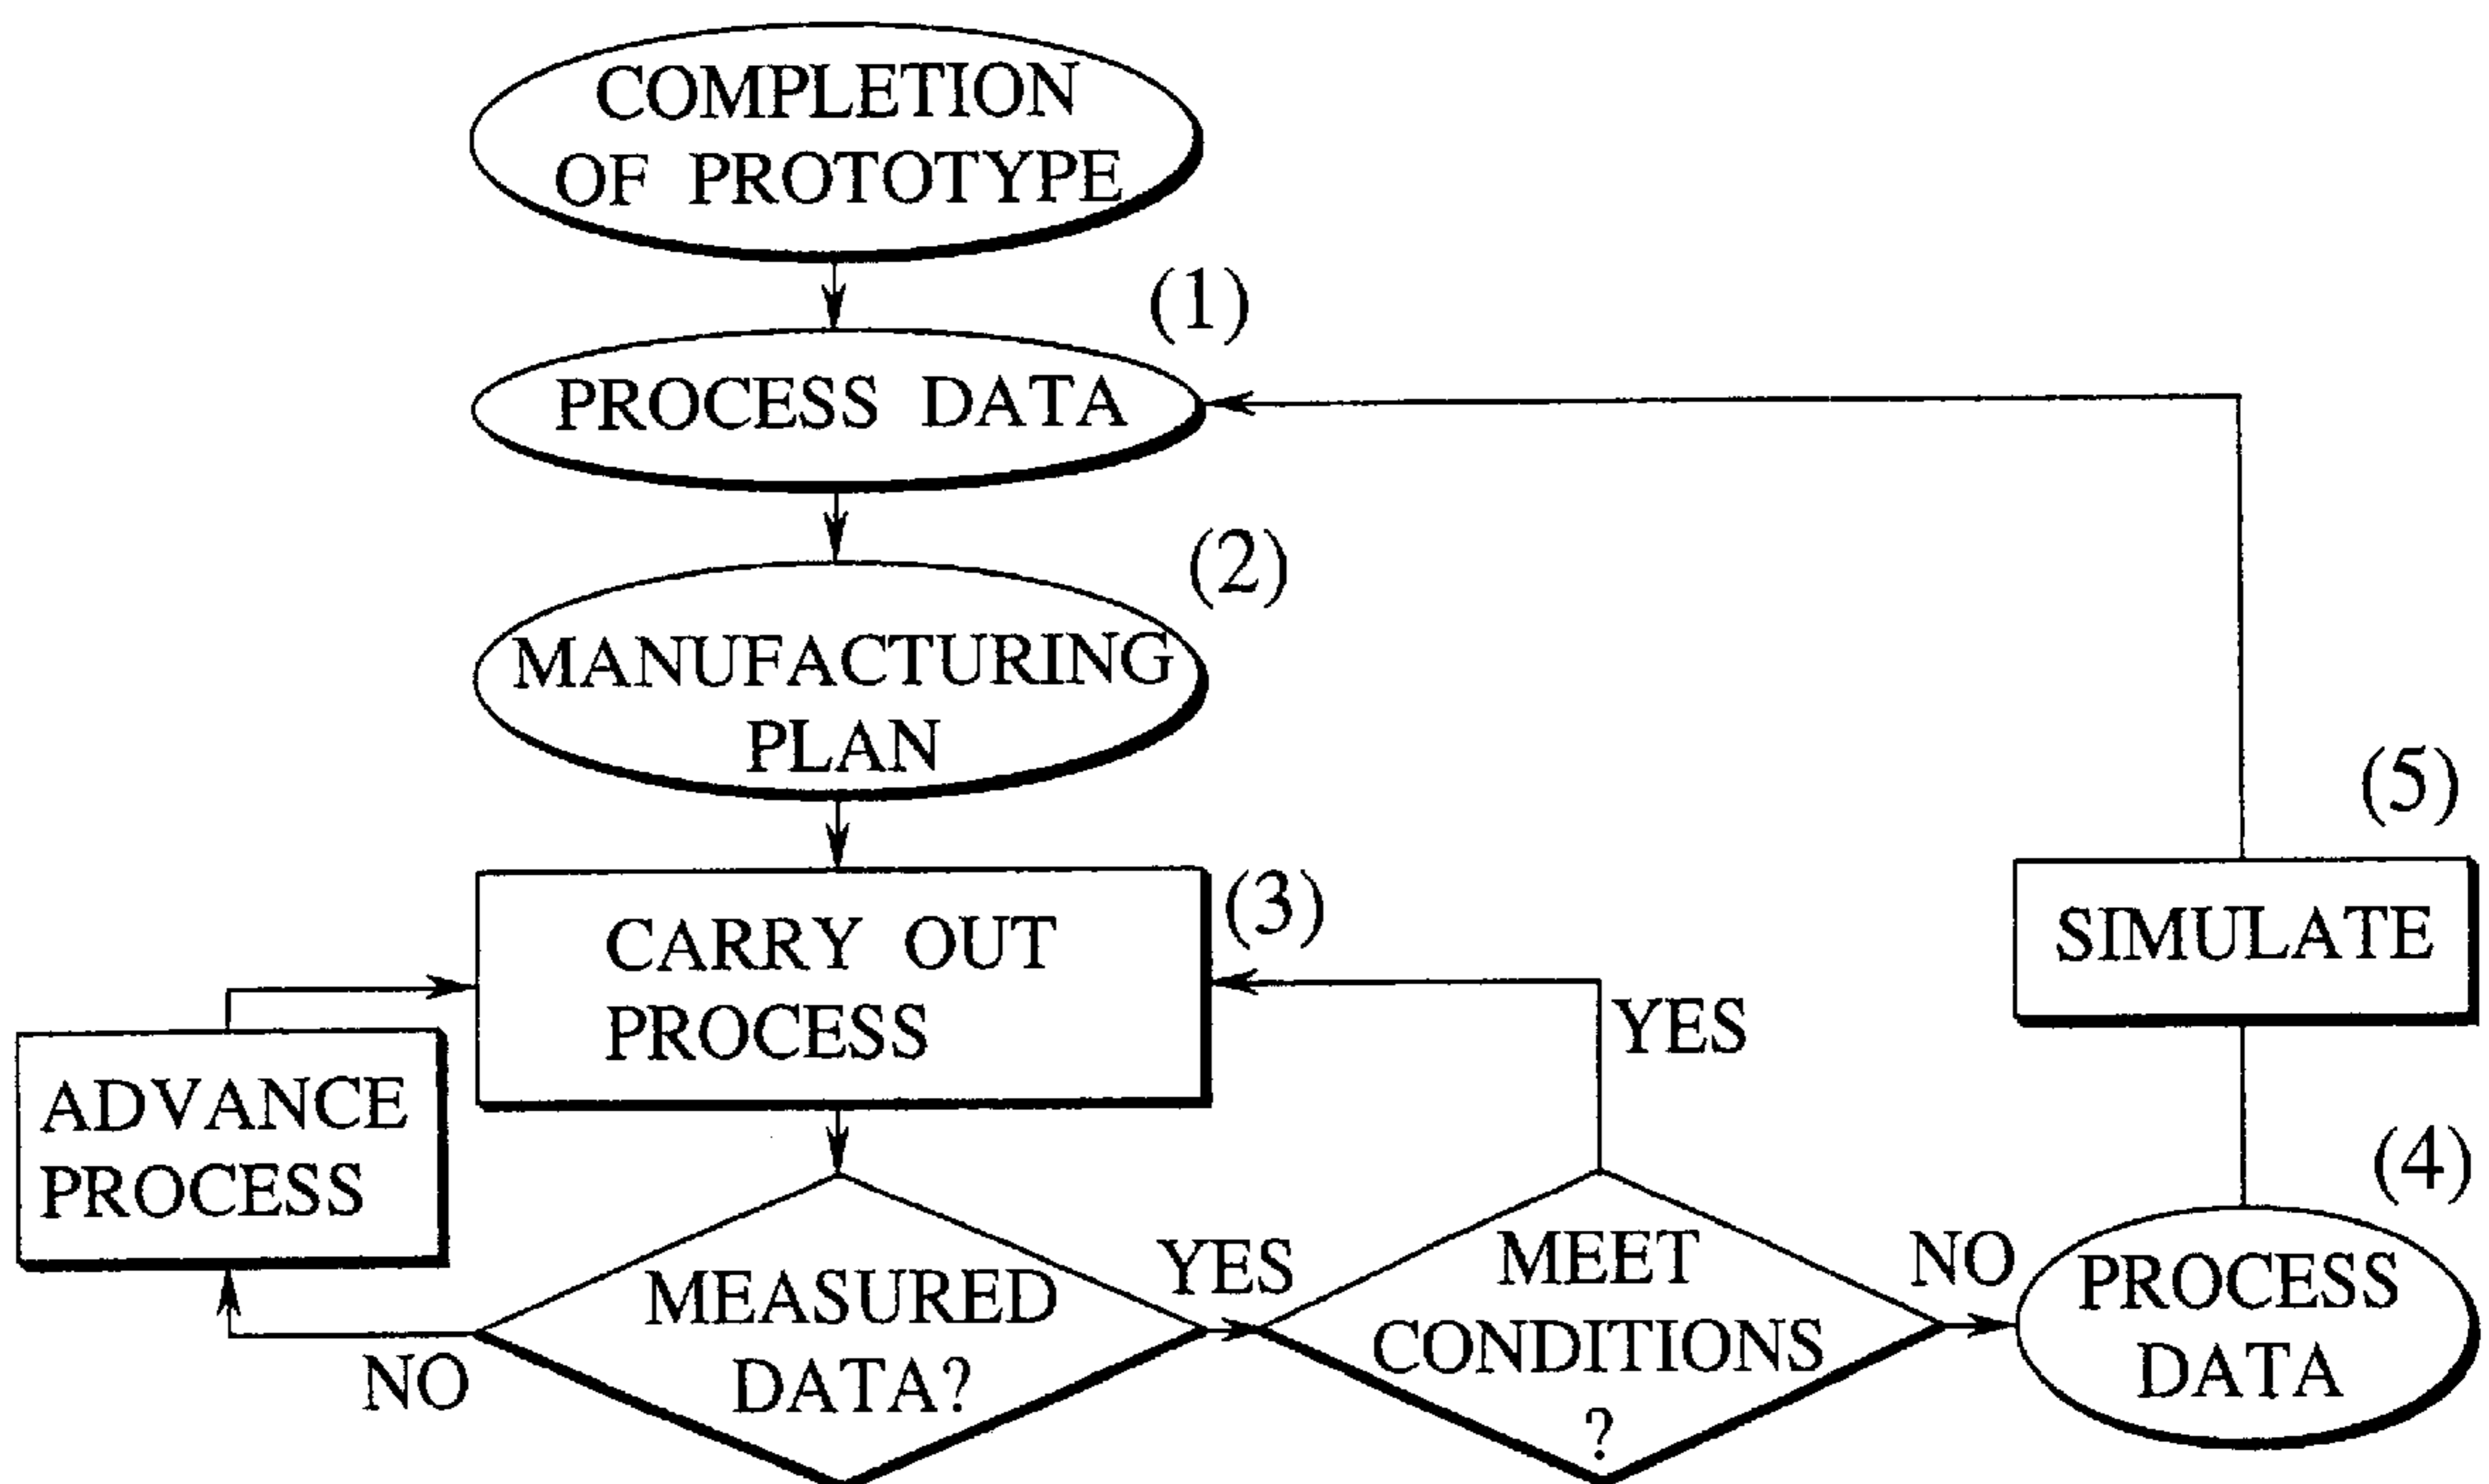 COMPLETION
OF PROTOTYPE
(1)
PROCESS DATA
(2)
MANUFACTURING
PLAN
(3)
CARRY OUT
PROCESS
(5)
SIMULATE
YES
ADVANCE
PROCESS
(4)
YES
MEASURED
DATA?
NO
MEET
CONDITIONS
?
NO
PROCESS
DATA